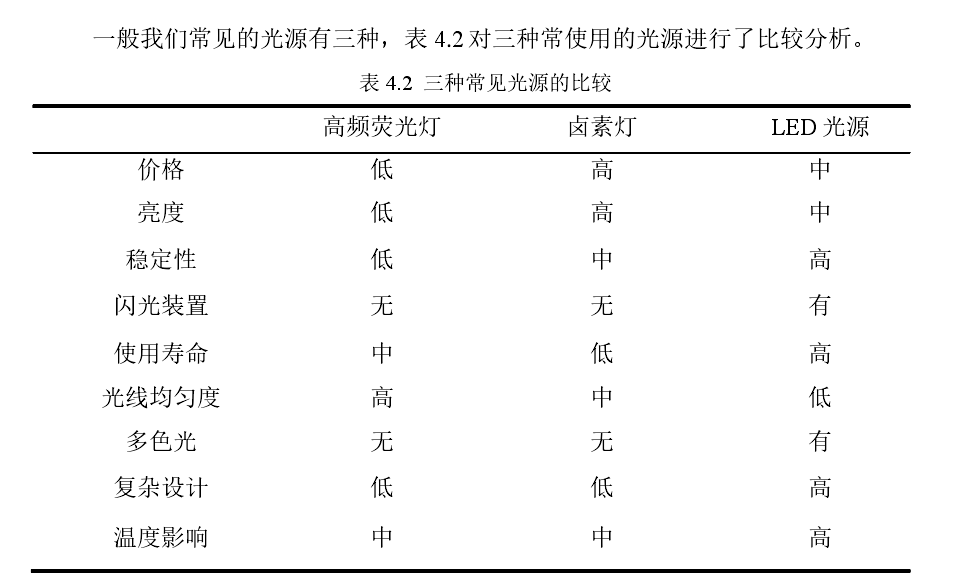 一般我们常见的光源有三种，表 4.2 对三种常使用的光源进行了比较分析。
表 4.2 三种常见光源的比较
高频荧光灯 卤素灯 LED 光源
价格 低 高 中
亮度 低 高 中
稳定性 低 中 高
闪光装置 无 无 有
使用寿命 中 低 高
光线均匀度 高 中 低
多色光 无 无 有
复杂设计 低 低 高
温度影响 中 中 高